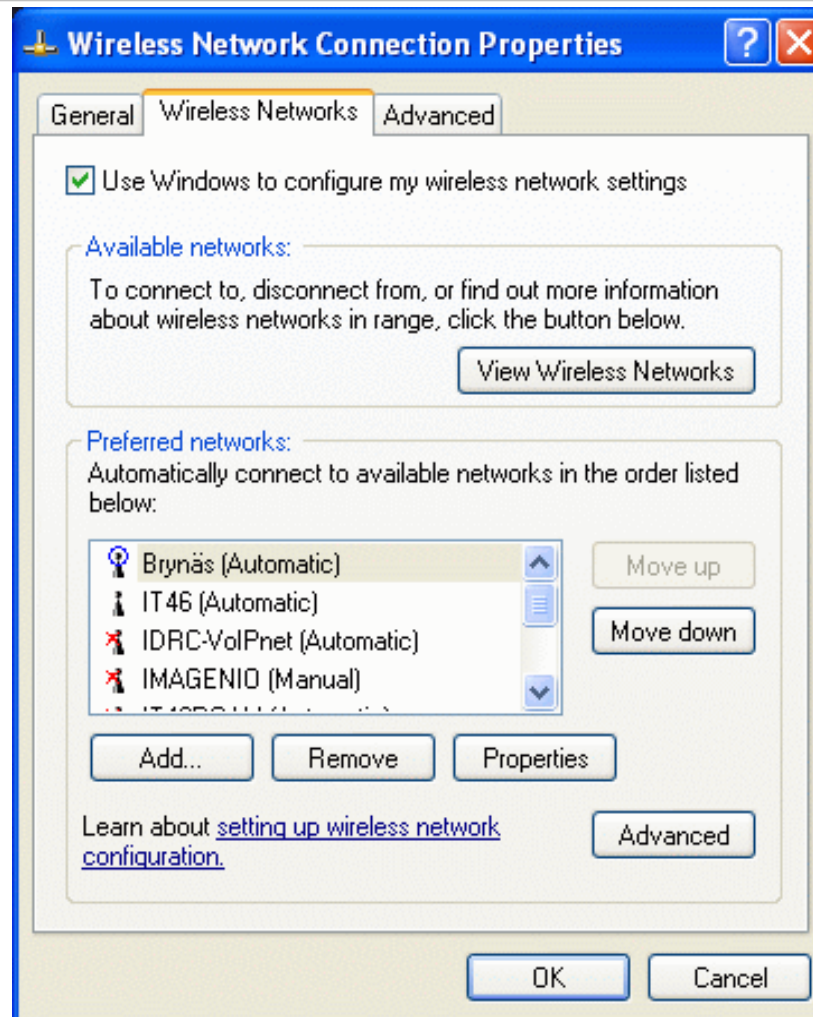 Wireless Network Connection Properties
General Wireless Networks Advanced
Use Windows to configure my wireless network settings
Available networks:
To connect to, disconnect from, or find out more information
about wireless networks in range, click the button below.
View Wireless Networks
Preferred networks:
Automatically connect to available networks in the order listed
below:
Brynäs (Automatic)
Move up
IT46 (Automatic)
IDRC-VoIPnet (Automatic)
Move down
IMAGENIO (Manual)
Add... Remove Properties
Learn about setting up wireless network
configuration.
Advanced
OK Cancel